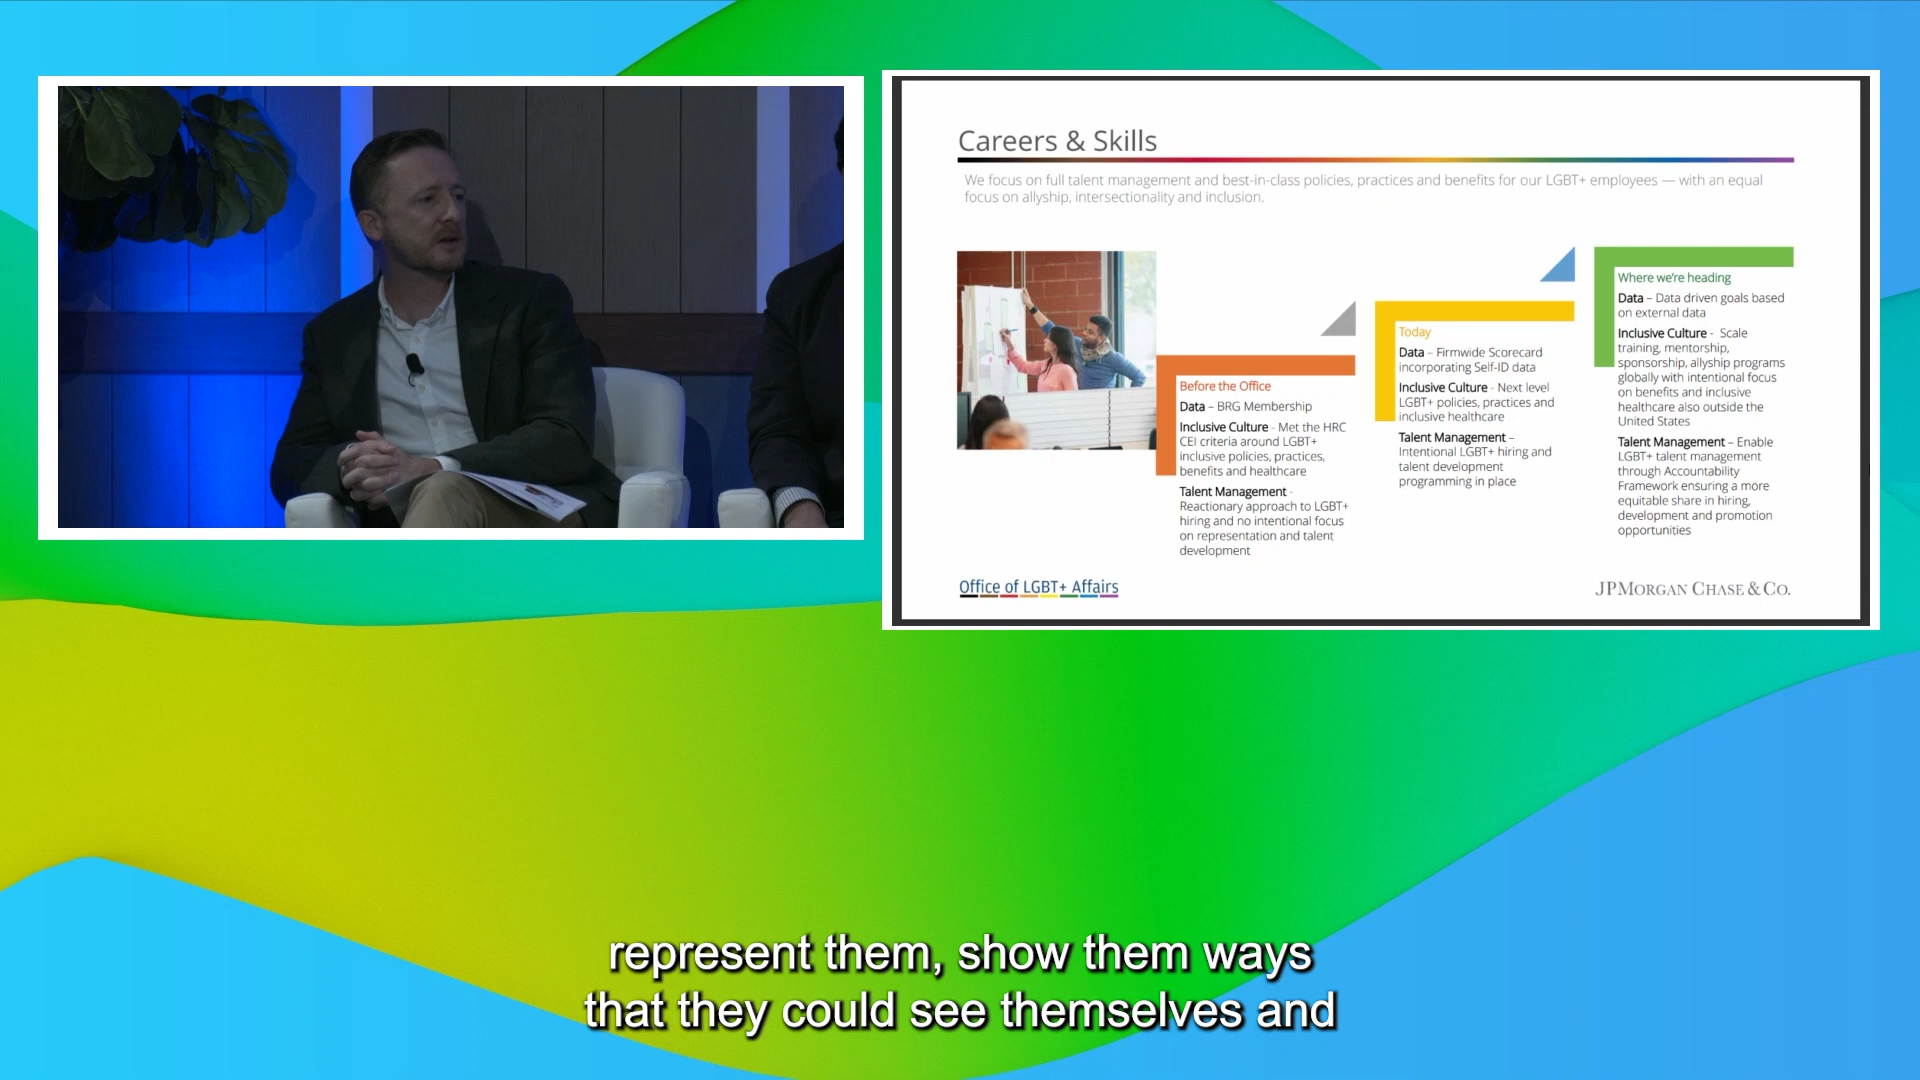 Careers & Skills
We focus on full talent management and best-in-class policies, practices and benefits for our LGBT+ employees — with an equal
focus on allyship, intersectionality and inclusion.
Before the Office
Data – BRG Membership
Inclusive Culture - Met the HRC
CEI criteria around LGBT+
inclusive policies, practices,
benefits and healthcare
Talent Management -
Reactionary approach to LGBT+
hiring and no intentional focus
on representation and talent
development
Today
Data – Firmwide Scorecard
incorporating Self-ID data
Inclusive Culture - Next level
LGBT+ policies, practices and
inclusive healthcare
Talent Management –
Intentional LGBT+ hiring and
talent development
programming in place
Where we're heading
Data – Data driven goals based
on external data
Inclusive Culture - Scale
training, mentorship,
sponsorship, allyship programs
globally with intentional focus
on benefits and inclusive
healthcare also outside the
United States
Talent Management – Enable
LGBT+ talent management
through Accountability
Framework ensuring a more
equitable share in hiring,
development and promotion
opportunities
Office of LGBT+ Affairs
JPMORGAN CHASE & CO.
represent them, show them ways
that they could see themselves and